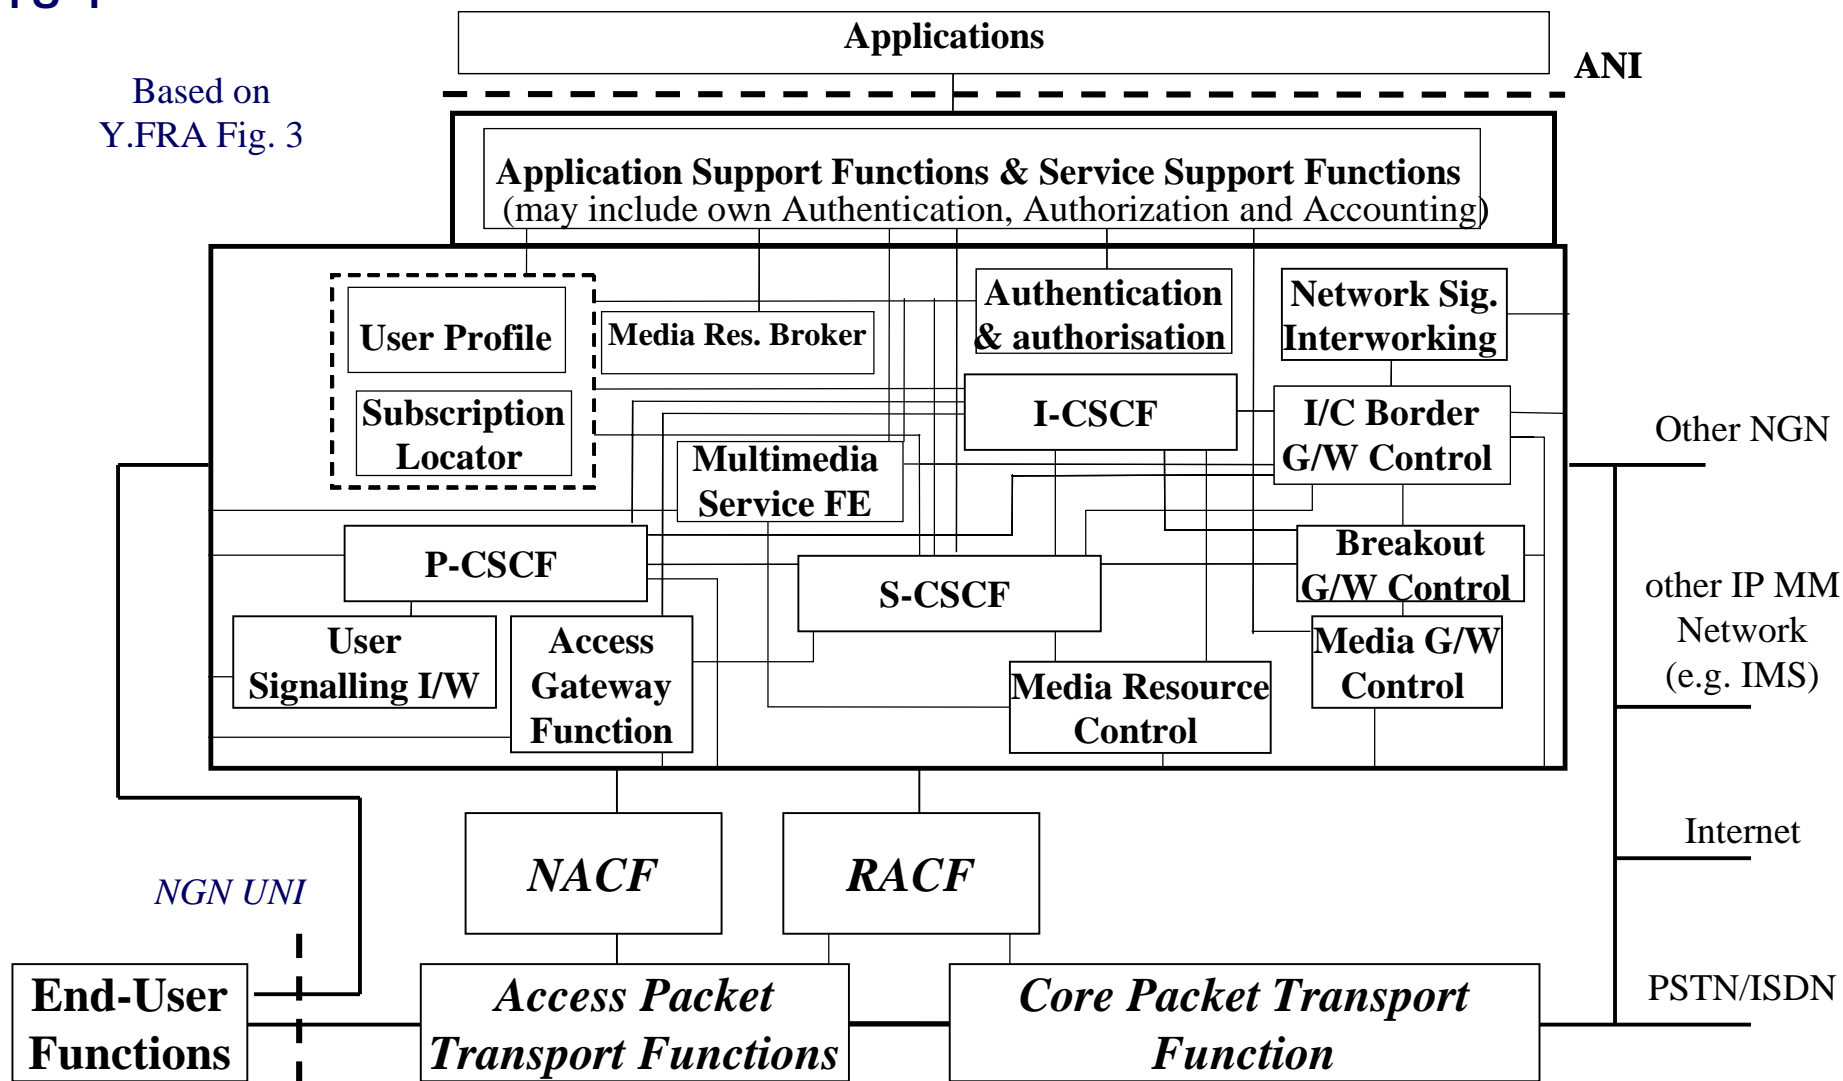 Applications
ANI
Based on
Y.FRA Fig. 3
Application Support Functions & Service Support Functions
(may include own Authentication, Authorization and Accounting)
User Profile
Media Res. Broker
Authentication
& authorisation
Network Sig.
Interworking
Subscription
Locator
I-CSCF
I/C Border
G/W Control
Other NGN
Multimedia
Service FE
P-CSCF
S-CSCF
Breakout
G/W Control
other IP MM
Network
(e.g. IMS)
User
Signalling I/W
Access
Gateway
Function
Media Resource
Control
Media G/W
Control
Internet
NACF
RACF
NGN UNI
End-User
Functions
Access Packet
Transport Functions
Core Packet Transport
Function
PSTN/ISDN